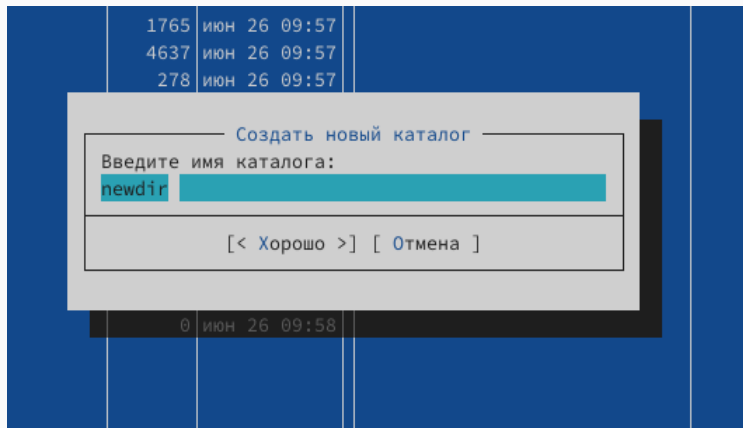 1765 июн 26 09:57
4637 июн 26 09:57
278 июн 26 09:57
Создать новый каталог
Введите имя каталога:
newdir
[< Хорошо >] [ Отмена ]
0 июн 26 09:58